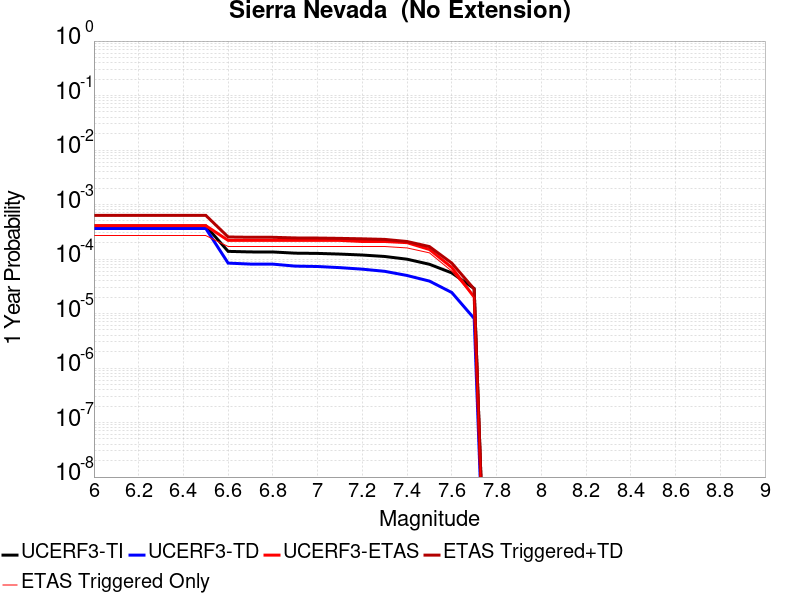 Sierra Nevada  (No Extension)
10^0
10^-1
10^-2
10^-3
10^-4
10^-5
10^-6
10^-7
10^-8
1 Year Probability
6 6.2 6.4 6.6 6.8 7 7.2 7.4 7.6 7.8 8 8.2 8.4 8.6 8.8 9
Magnitude
UCERF3-TI UCERF3-TD UCERF3-ETAS ETAS Triggered+TD
ETAS Triggered Only